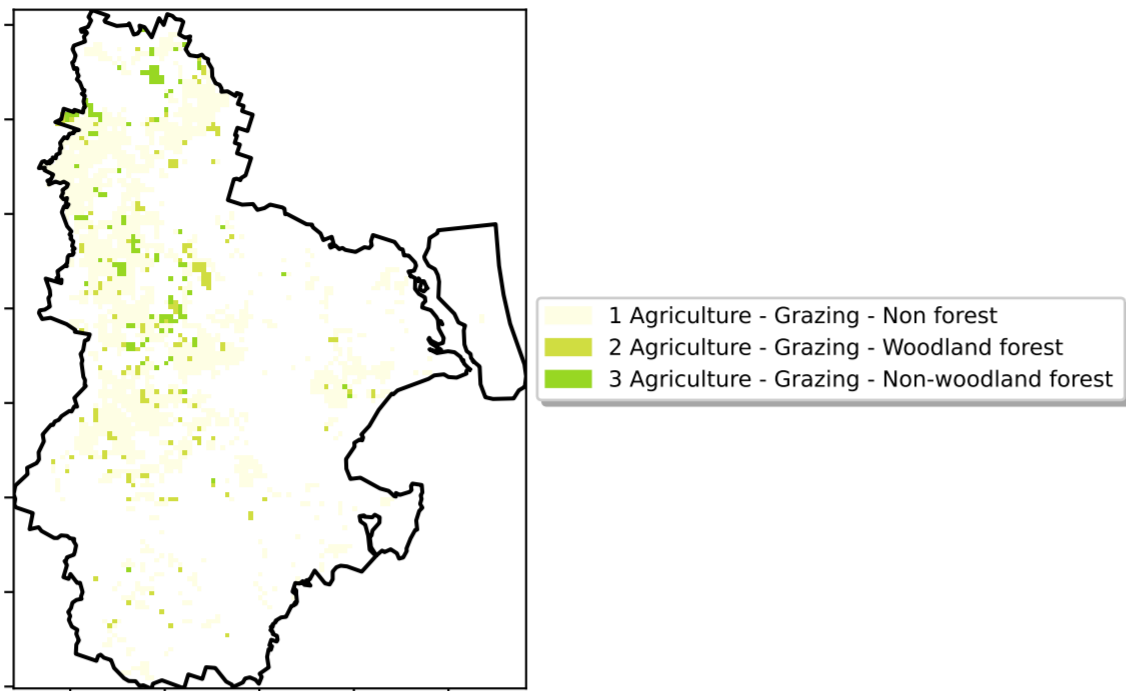 1 Agriculture - Grazing - Non forest
2 Agriculture - Grazing - Woodland forest
3 Agriculture - Grazing - Non-woodland forest